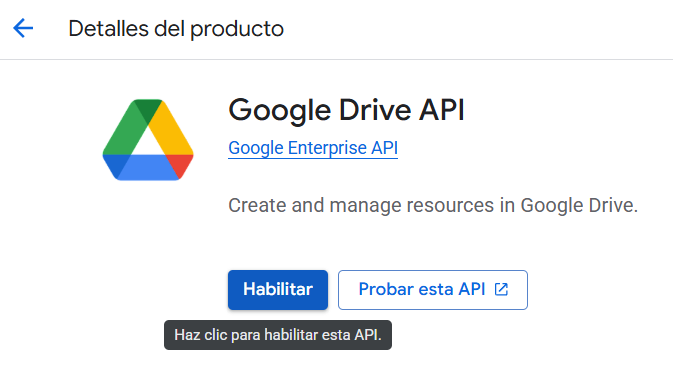 Detalles del producto
Google Drive API
Google Enterprise API
Create and manage resources in Google Drive.
Habilitar
Probar esta API
Haz clic para habilitar esta API.